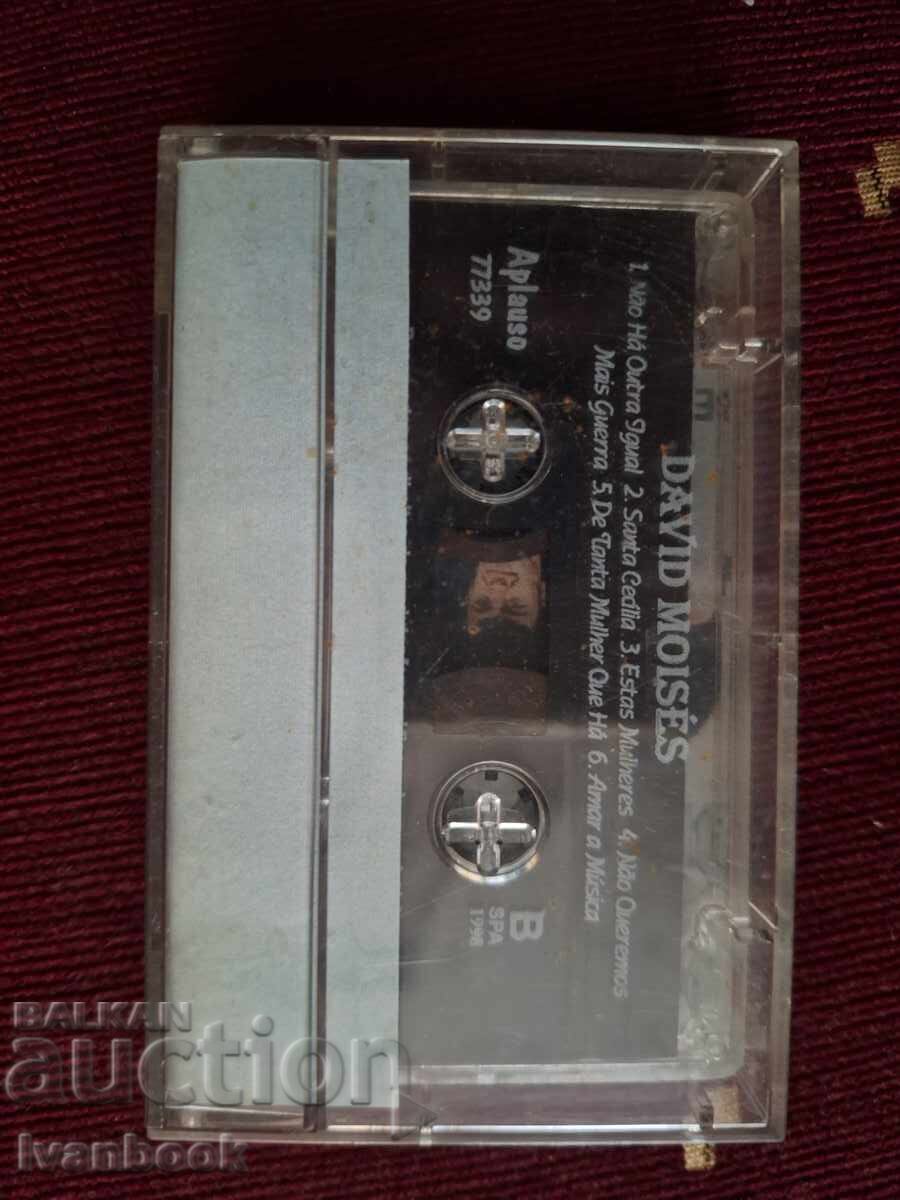 DAVID MOISÉS
1. Não Há Outra Igual 2. Santa Cecília 3. Estas Mulheres 4. Não Queremos
Mais Guerra 5. De Tanta Mulher Que Há 6. Amar a Música
Aplauso
77339
B
SPA
1998
BALKAN
auction
Ivanbook